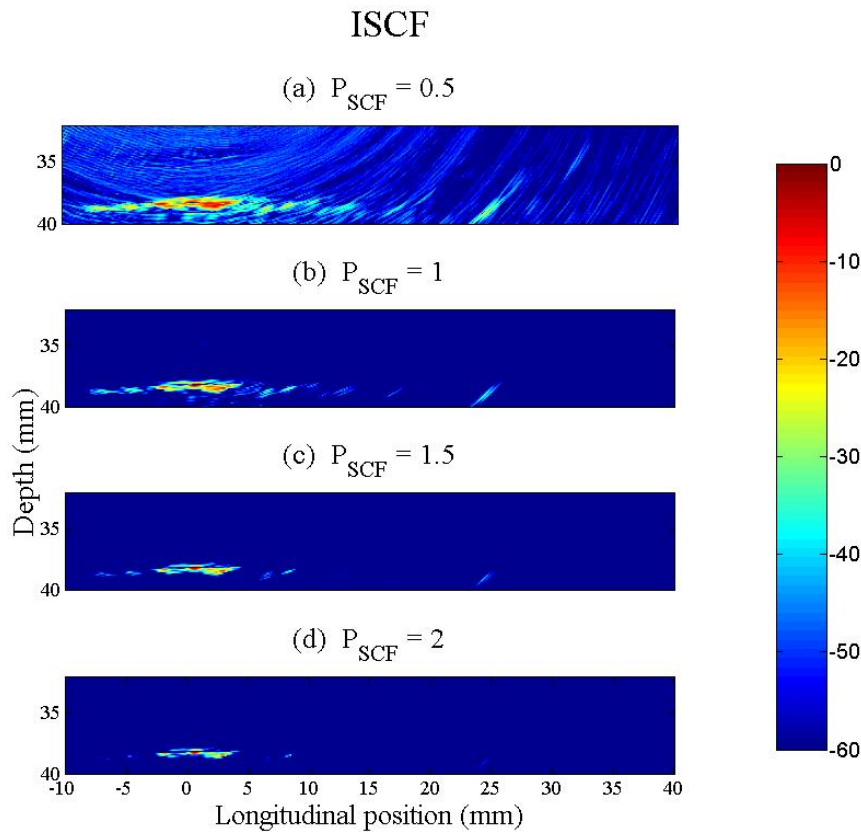 ISCF
(a) P_SCF = 0.5
35
40
(b) P_SCF = 1
35
40
(c) P_SCF = 1.5
35
40
(d) P_SCF = 2
35
40
-10 -5 0 5 10 15 20 25 30 35 40
Longitudinal position (mm)
Depth (mm)
0
-10
-20
-30
-40
-50
-60